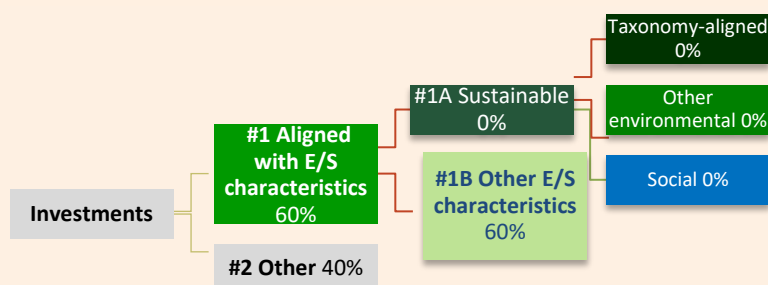 Taxonomy-aligned
0%
#1A Sustainable
0%
Other
environmental 0%
#1 Aligned
with E/S
characteristics
60%
#1B Other E/S
characteristics
60%
Social 0%
Investments
#2 Other 40%